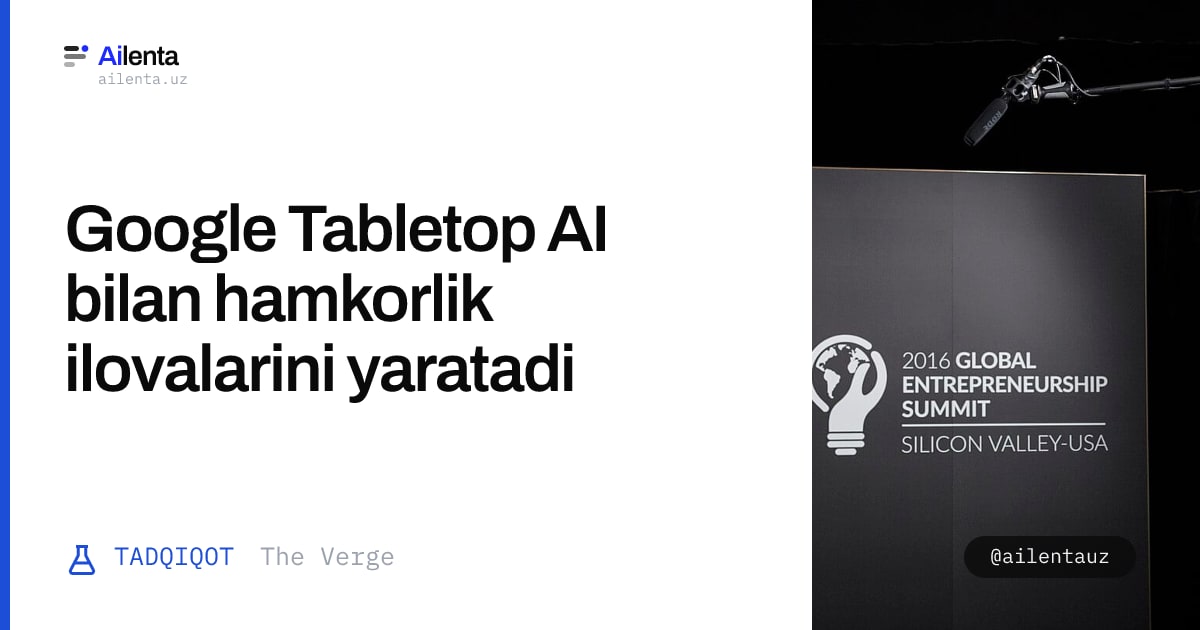 Ailenta
ailenta.uz
Google Tabletop AI
bilan hamkorlik
ilovalarini yaratadi
TADQIQOT The Verge
RODE
2016 GLOBAL
ENTREPRENEURSHIP
SUMMIT
SILICON VALLEY-USA
@ailentauz